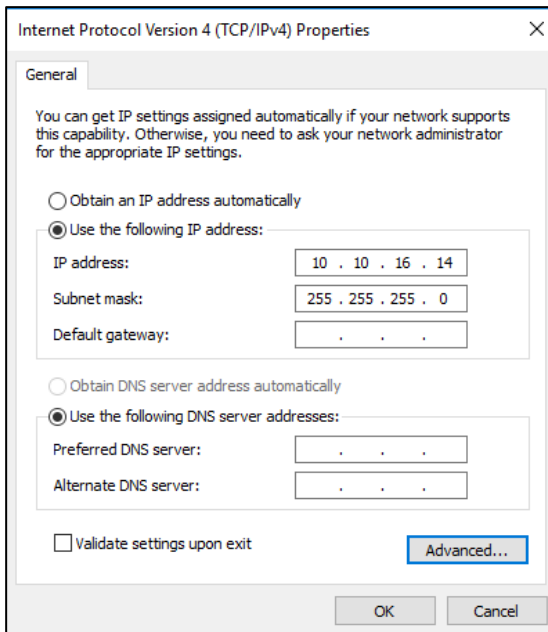 Internet Protocol Version 4 (TCP/IPv4) Properties
General
You can get IP settings assigned automatically if your network supports
this capability. Otherwise, you need to ask your network administrator
for the appropriate IP settings.
Obtain an IP address automatically
Use the following IP address:
IP address: 10 . 10 . 16 . 14
Subnet mask: 255 . 255 . 255 . 0
Default gateway: . . .
Obtain DNS server address automatically
Use the following DNS server addresses:
Preferred DNS server: . . .
Alternate DNS server: . . .
Validate settings upon exit
Advanced...
OK Cancel